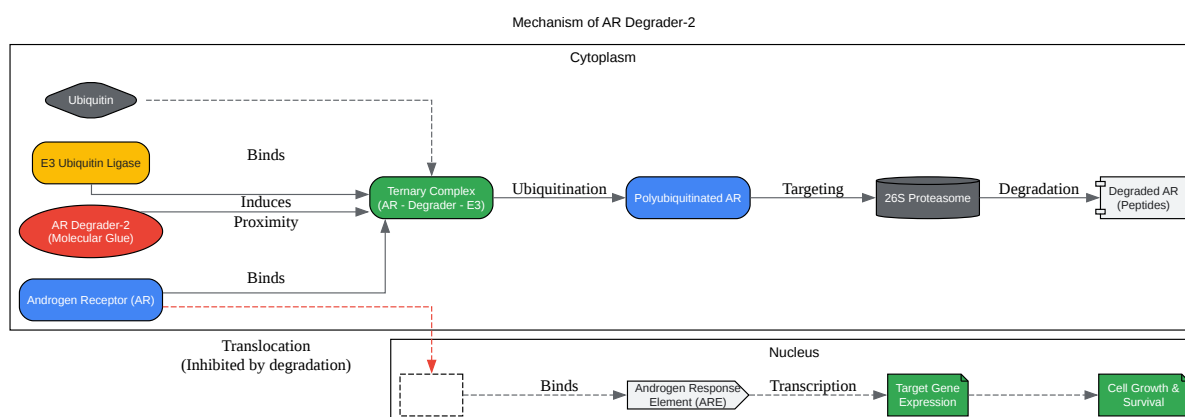 Mechanism of AR Degrader-2
Cytoplasm
Ubiquitin
E3 Ubiquitin Ligase
Binds
Induces
Proximity
AR Degrader-2
(Molecular Glue)
Binds
Androgen Receptor (AR)
Ternary Complex
(AR - Degrader - E3)
Ubiquitination
Polyubiquitinated AR
Targeting
26S Proteasome
Degradation
Degraded AR
(Peptides)
Translocation
(Inhibited by degradation)
Nucleus
Binds
Androgen Response
Element (ARE)
Transcription
Target Gene
Expression
Cell Growth &
Survival